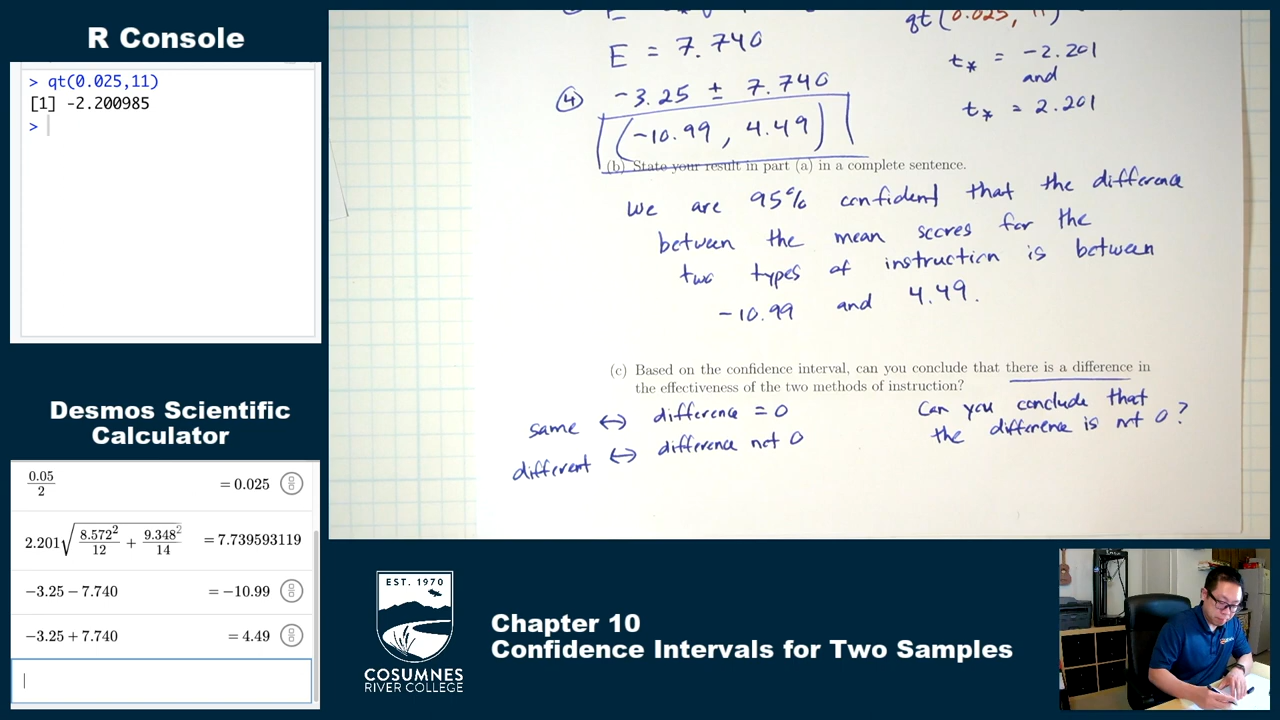 R Console
> qt(0.025,11)
[1] -2.200985
>
Desmos Scientific
Calculator
0.05/2 = 0.025
2.201√(8.572²/12 + 9.348²/14) = 7.739593119
−3.25 − 7.740 = −10.99
−3.25 + 7.740 = 4.49
qt(0.025, 11)
E = 7.740
t* = -2.201
and
t* = 2.201
④ -3.25 ± 7.740
(-10.99, 4.49)
(b) State your result in part (a) in a complete sentence.
We are 95% confident that the difference
between the mean scores for the
two types of instruction is between
-10.99 and 4.49.
(c) Based on the confidence interval, can you conclude that there is a difference in
the effectiveness of the two methods of instruction?
same ↔ difference = 0
different ↔ difference not 0
Can you conclude that
the difference is not 0?
EST. 1970
COSUMNES
RIVER COLLEGE
Chapter 10
Confidence Intervals for Two Samples